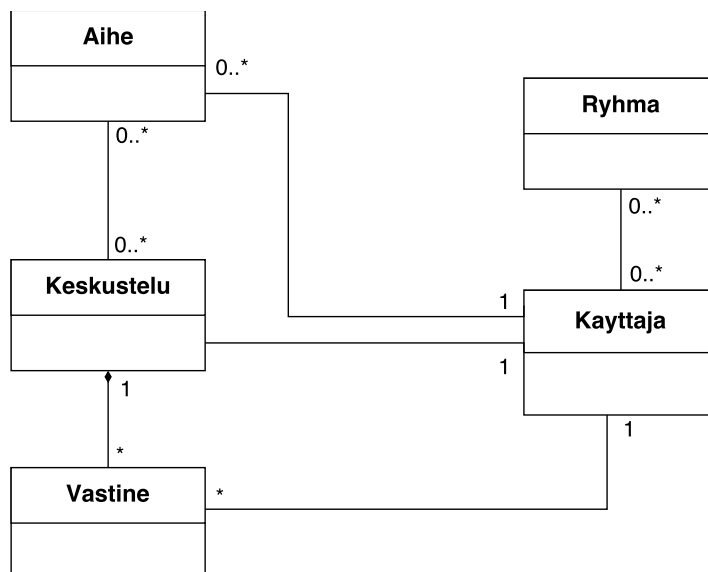 Aihe
0..*
Ryhma
0..*
0..*
0..*
0..*
Keskustelu
1
Kayttaja
1
1
1
*
Vastine
*